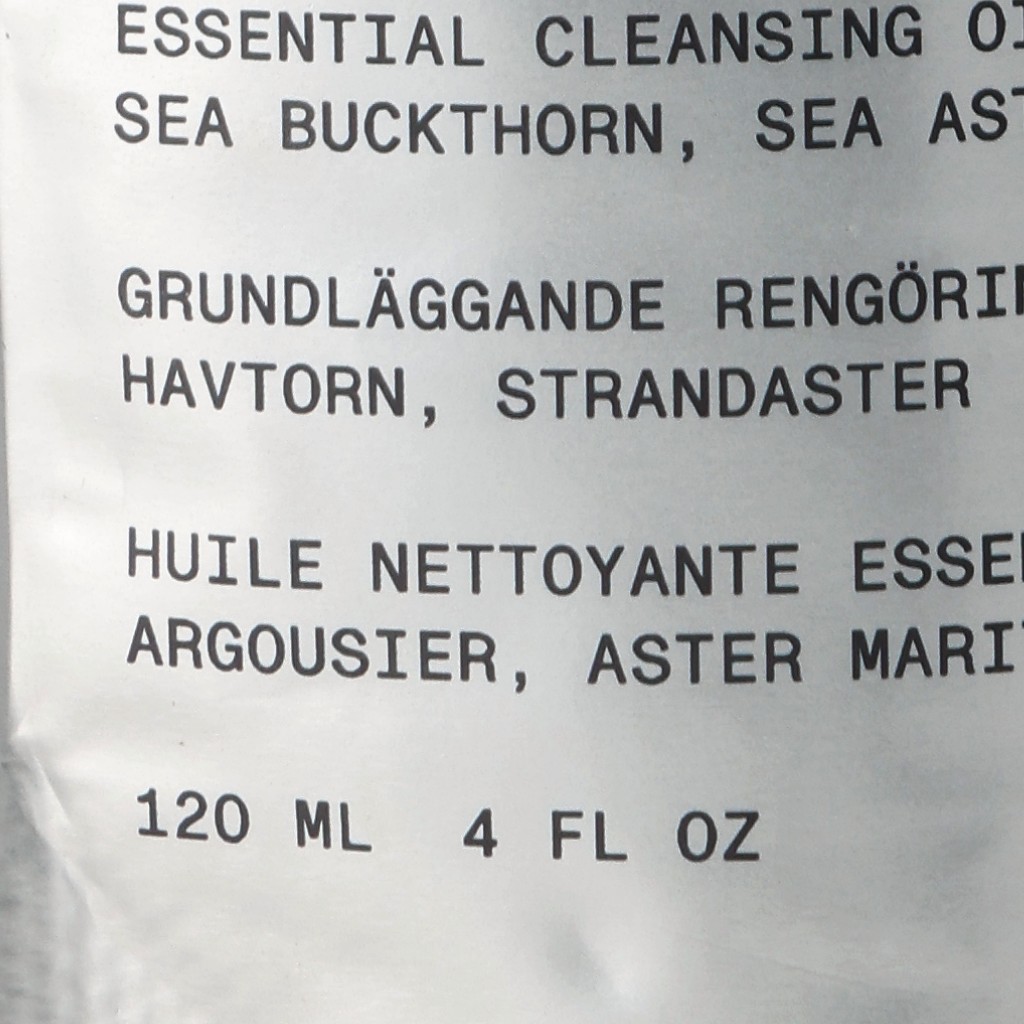 ESSENTIAL CLEANSING
SEA BUCKTHORN, SEA
GRUNDLÄGGANDE
HAVTORN, STRANDASTER
HUILE NETTOYANTE
ARGOUSIER, ASTER
120 ML 4 FL OZ